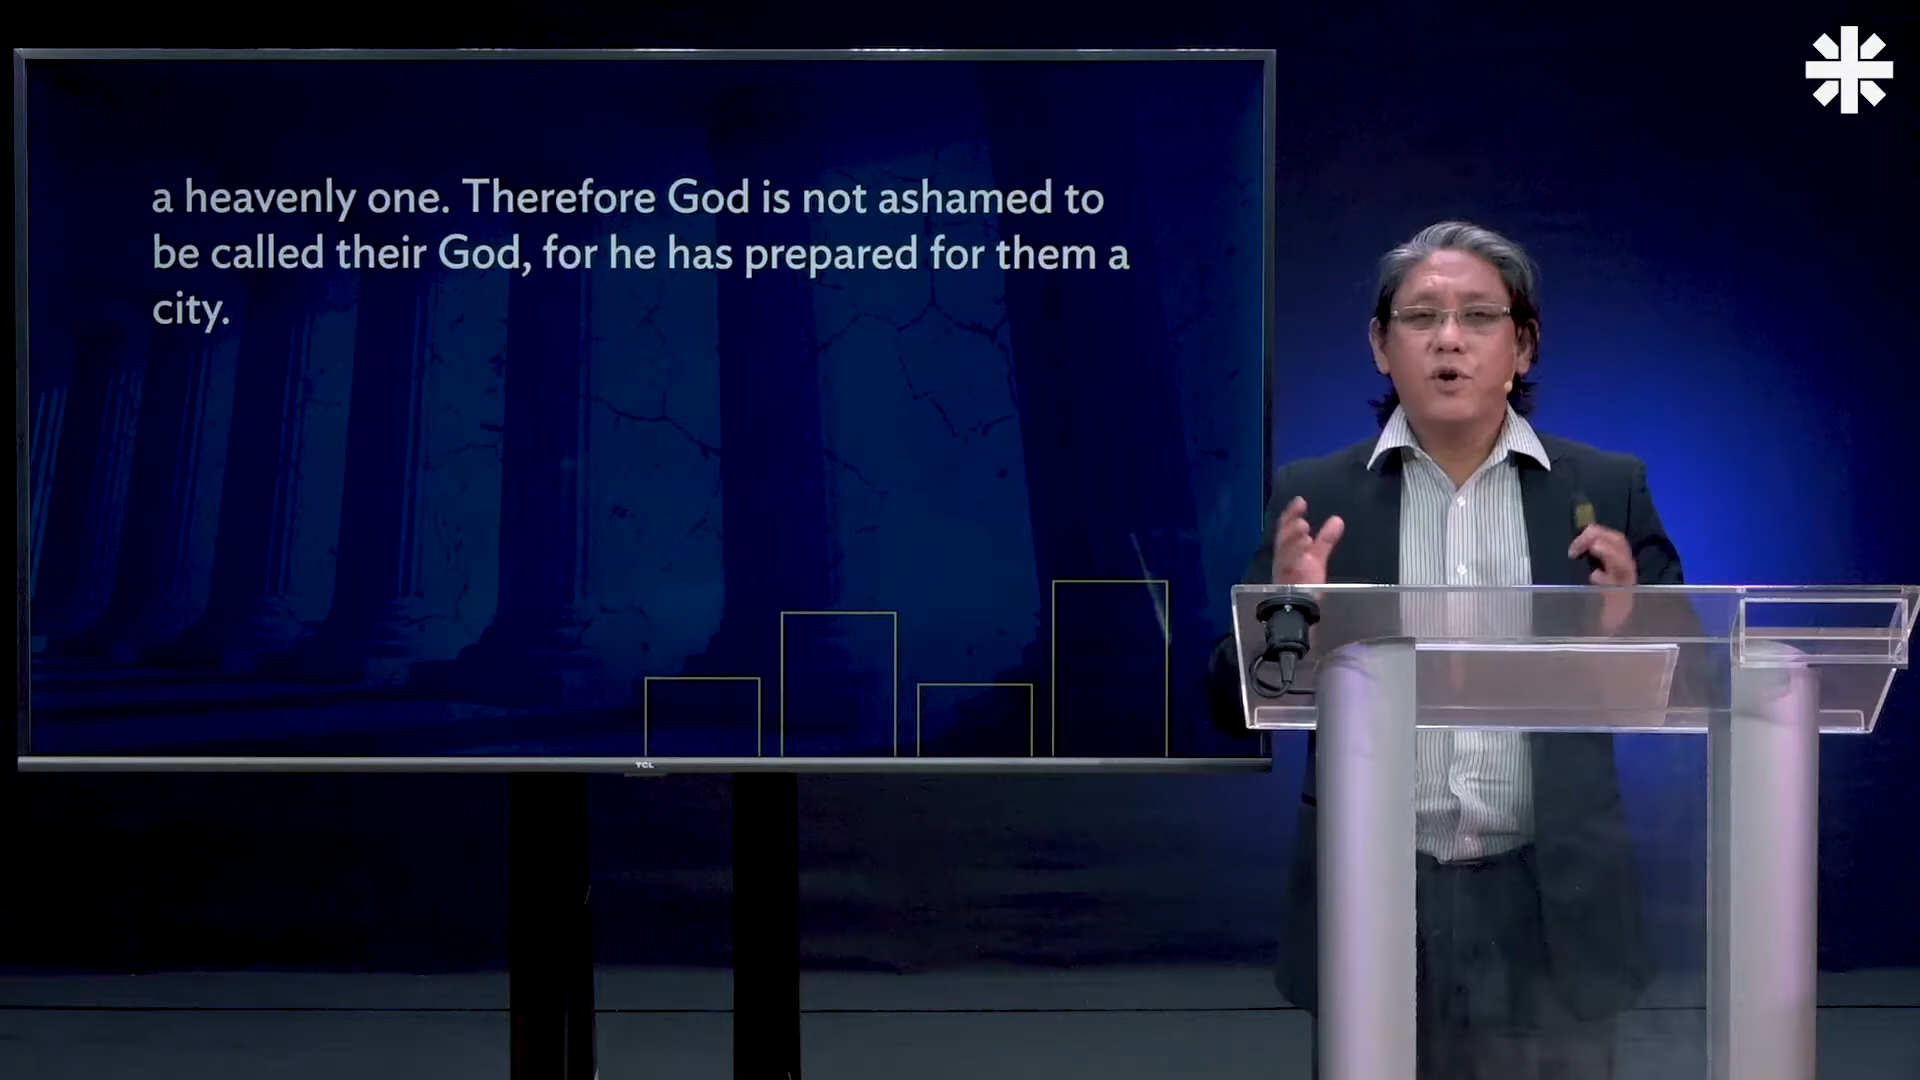 a heavenly one. Therefore God is not ashamed to
be called their God, for he has prepared for them a
city.
TCL